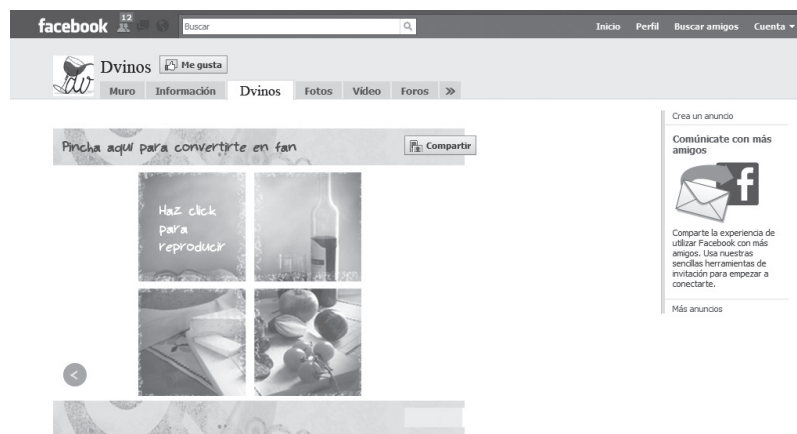 facebook 12 Buscar Inicio Perfil Buscar amigos Cuenta
Dvinos Me gusta
Muro Información Dvinos Fotos Vídeo Foros »
Crea un anuncio
Pincha aquí para convertirte en fan Compartir
Comúnicate con más
amigos
Haz click
para
reproducir
f
Comparte la experiencia de
utilizar Facebook con más
amigos. Usa nuestras
sencillas herramientas de
invitación para empezar a
conectarte.
Más anuncios
<